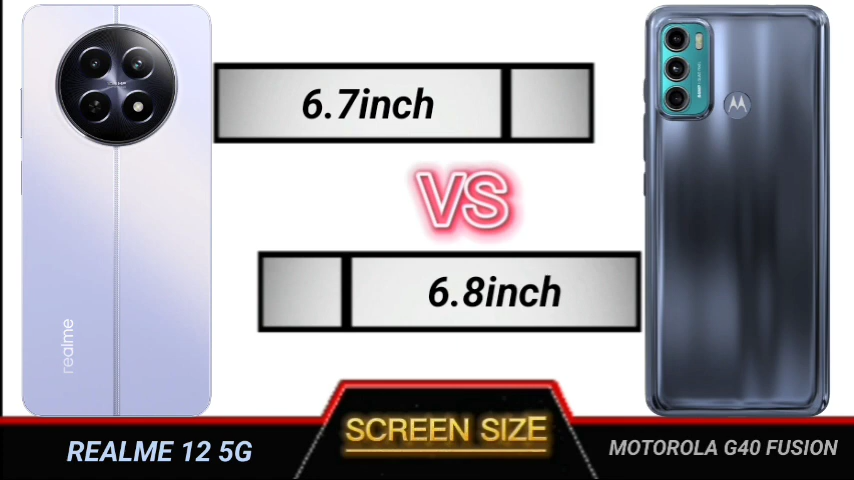 6.7inch
VS
6.8inch
realme
SCREEN SIZE
REALME 12 5G
MOTOROLA G40 FUSION